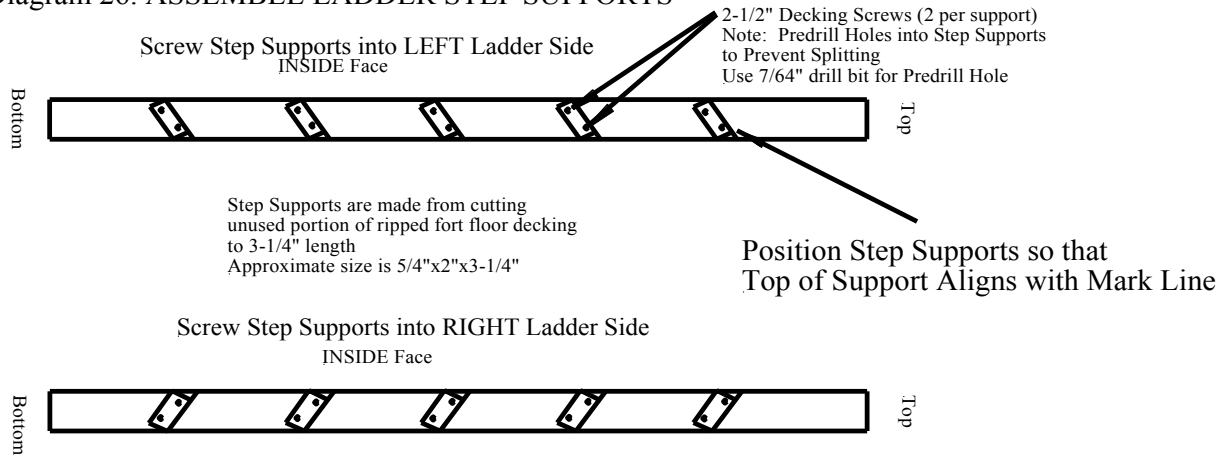 Diagram 20: ASSEMBLE LADDER STEP SUPPORTS
2-1/2" Decking Screws (2 per support)
Note: Predrill Holes into Step Supports
to Prevent Splitting
Use 7/64" drill bit for Predrill Hole
Screw Step Supports into LEFT Ladder Side
INSIDE Face
Bottom
Top
Step Supports are made from cutting
unused portion of ripped fort floor decking
to 3-1/4" length
Approximate size is 5/4"x2"x3-1/4"
Position Step Supports so that
Top of Support Aligns with Mark Line
Screw Step Supports into RIGHT Ladder Side
INSIDE Face
Bottom
Top